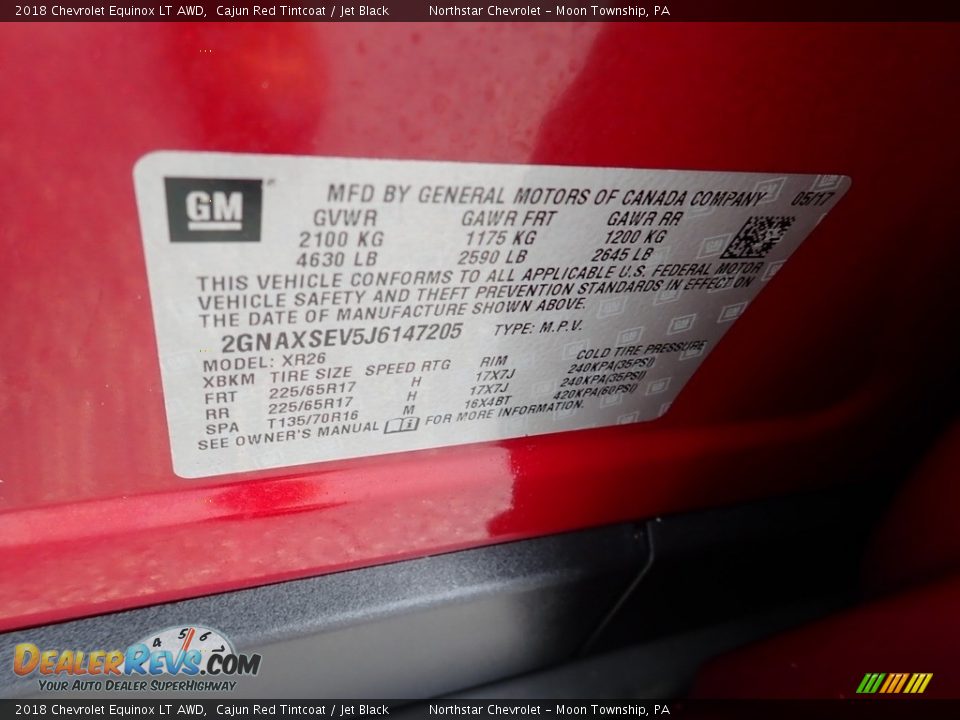 2018 Chevrolet Equinox LT AWD, Cajun Red Tintcoat / Jet Black Northstar Chevrolet - Moon Township, PA
GM
MFD BY GENERAL MOTORS OF CANADA COMPANY 05/17
GVWR GAWR FRT GAWR RR
2100 KG 1175 KG 1200 KG
4630 LB 2590 LB 2645 LB
THIS VEHICLE CONFORMS TO ALL APPLICABLE U.S. FEDERAL MOTOR
VEHICLE SAFETY AND THEFT PREVENTION STANDARDS IN EFFECT ON
THE DATE OF MANUFACTURE SHOWN ABOVE.
2GNAXSEV5J6147205 TYPE: M.P.V.
MODEL: XR26
XBKM TIRE SIZE SPEED RTG RIM COLD TIRE PRESSURE
FRT 225/65R17 H 17X7J 240KPA(35PSI)
RR 225/65R17 H 17X7J 240KPA(35PSI)
SPA T135/70R16 M 16X4BT 420KPA(60PSI)
SEE OWNER'S MANUAL FOR MORE INFORMATION.
4 5 6
DEALERREVS.COM
YOUR AUTO DEALER SUPERHIGHWAY
2018 Chevrolet Equinox LT AWD, Cajun Red Tintcoat / Jet Black Northstar Chevrolet - Moon Township, PA